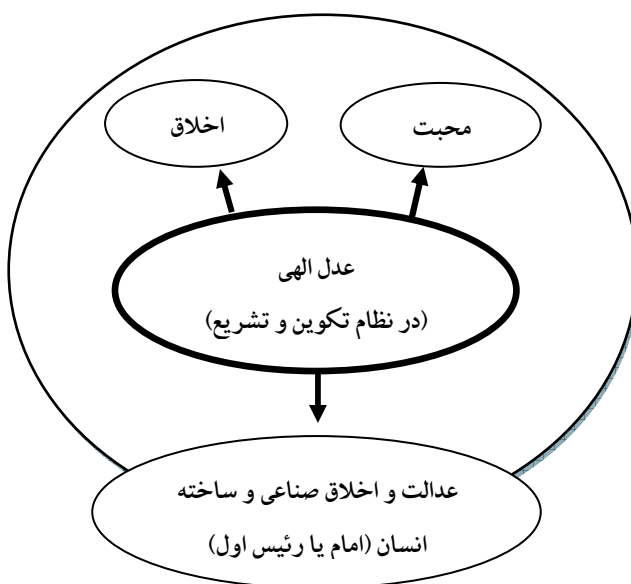 محبت
اخلاق
عدل الهی
(در نظام تکوین و تشریع)
عدالت و اخلاق صناعی و ساخته
انسان (امام یا رئیس اول)